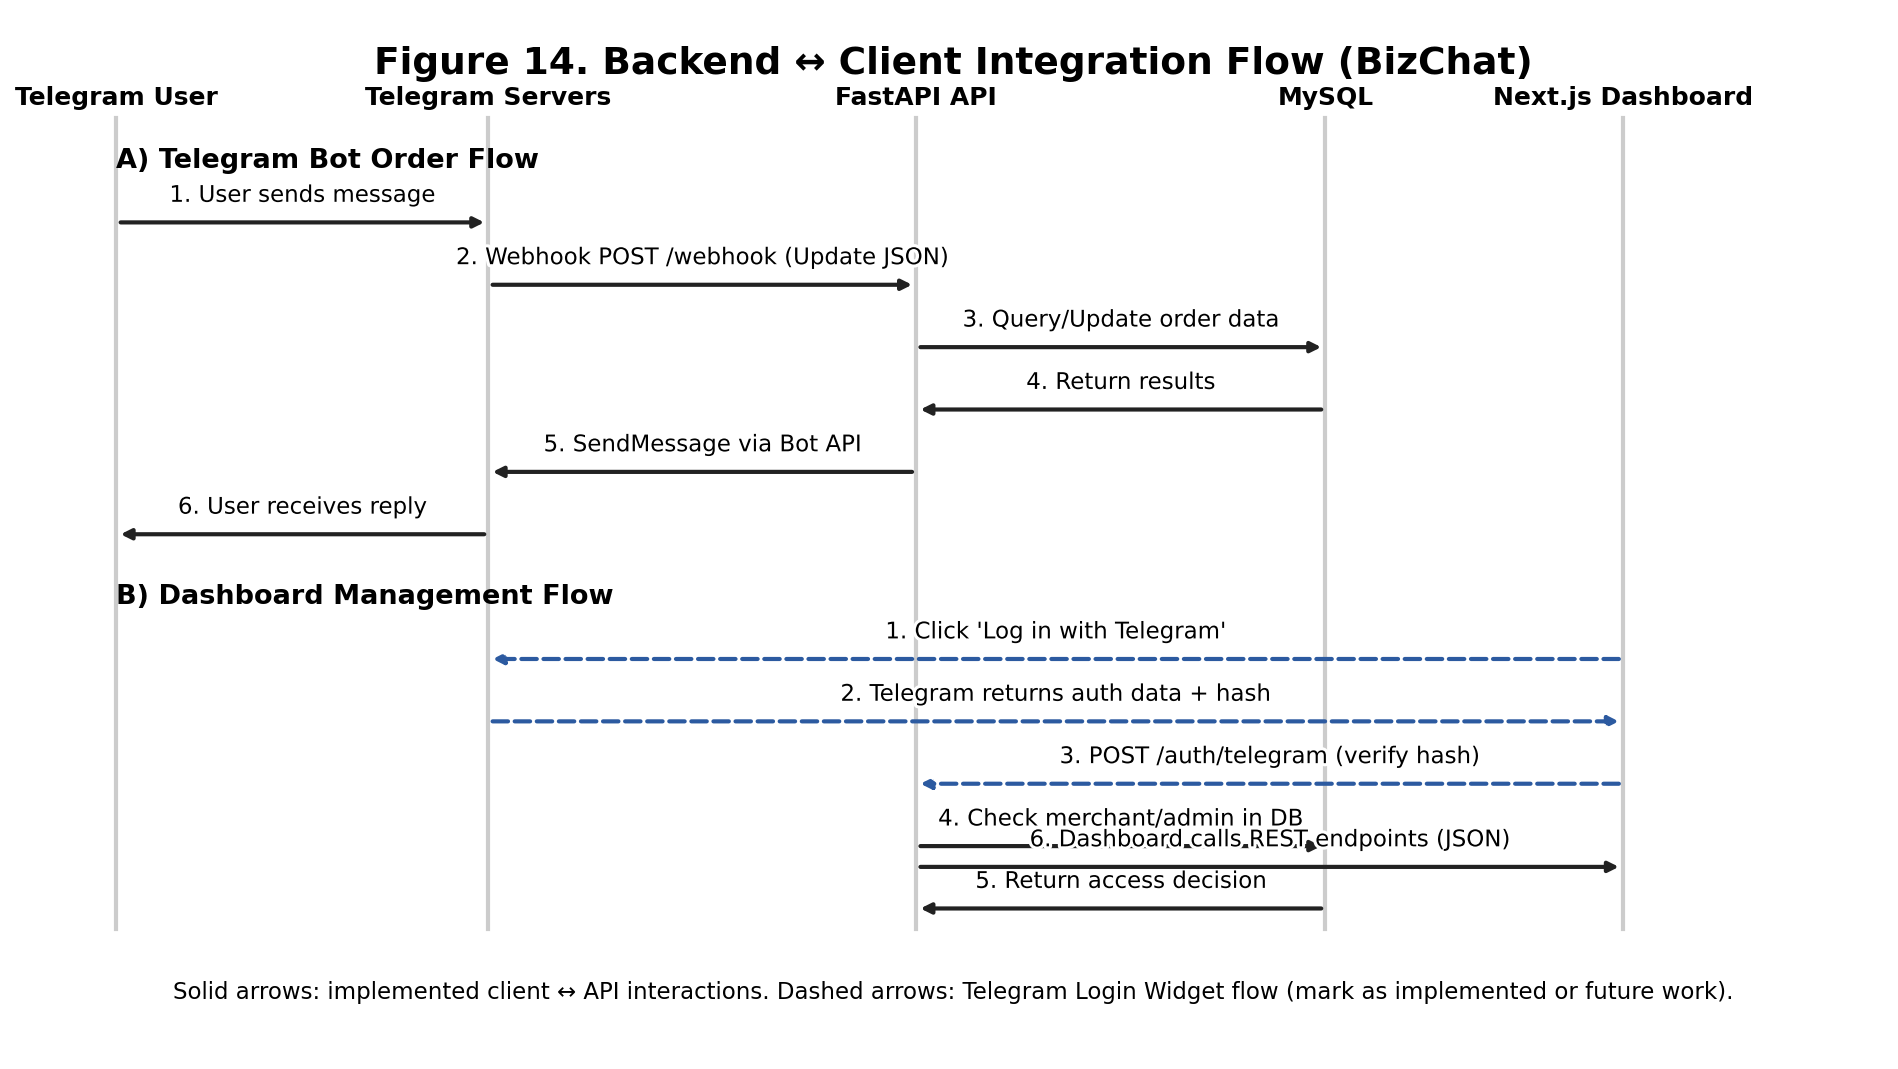 Figure 14. Backend ↔ Client Integration Flow (BizChat)
Telegram User
Telegram Servers
FastAPI API
MySQL
Next.js Dashboard
A) Telegram Bot Order Flow
1. User sends message
2. Webhook POST /webhook (Update JSON)
3. Query/Update order data
4. Return results
5. SendMessage via Bot API
6. User receives reply
B) Dashboard Management Flow
1. Click 'Log in with Telegram'
2. Telegram returns auth data + hash
3. POST /auth/telegram (verify hash)
4. Check merchant/admin in DB
6. Dashboard calls REST endpoints (JSON)
5. Return access decision
Solid arrows: implemented client ↔ API interactions. Dashed arrows: Telegram Login Widget flow (mark as implemented or future work).